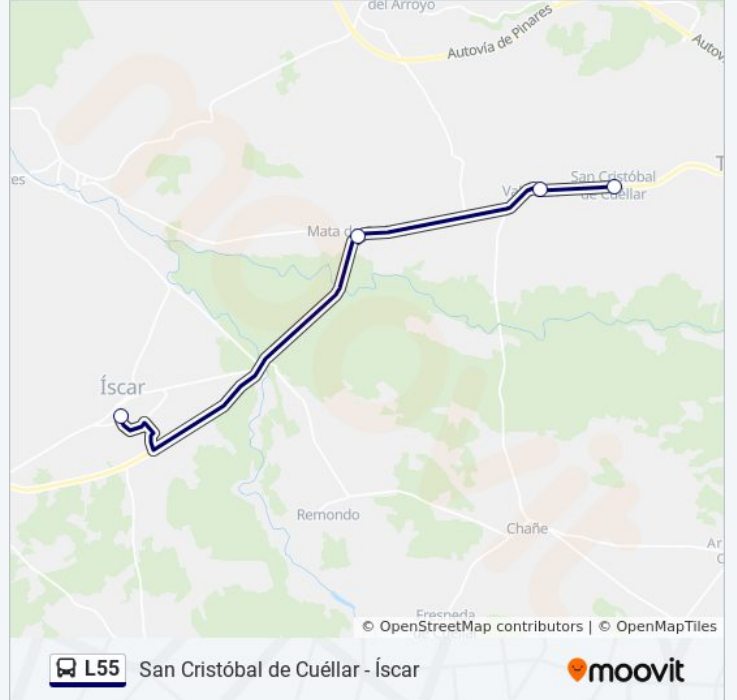 del Arroyo
Autovía de Pinares
es
San Cristóbal
de Cuéllar
Mata
Íscar
Remondo
Chañe
© OpenStreetMap contributors | © OpenMapTiles
L55 San Cristóbal de Cuéllar - Íscar
moovit